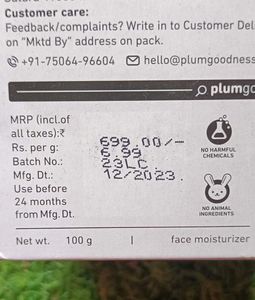 Customer care:
Feedback/complaints? Write in to Customer Del
on "Mktd By" address on pack.
+91-75064-96604 hello@plumgoodness
plumgo
MRP (incl.of
all taxes):₹ 699.00/-
Rs. per g: 6.99
Batch No.: 23LC
Mfg. Dt.: 12/2023.
Use before
24 months
from Mfg.Dt.
NO HARMFUL
CHEMICALS
NO ANIMAL
INGREDIENTS
Net wt. 100 g | face moisturizer